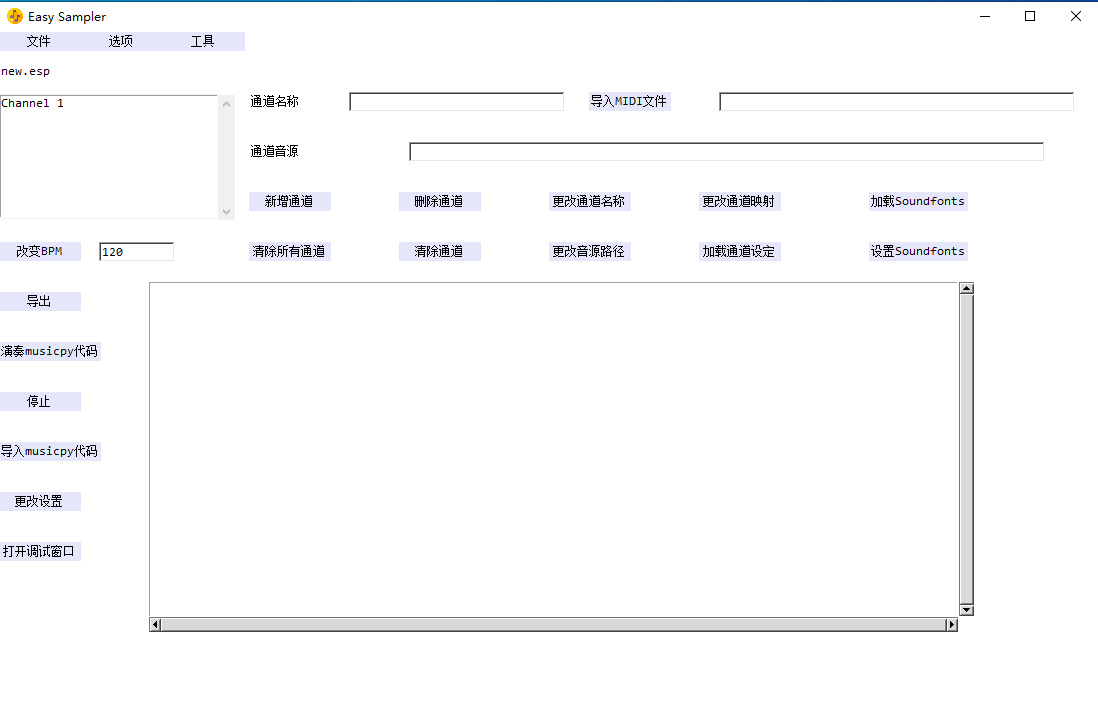 Easy Sampler
文件 选项 工具
new.esp
Channel 1
通道名称 导入MIDI文件
通道音源
新增通道 删除通道 更改通道名称 更改通道映射 加载Soundfonts
改变BPM 120 清除所有通道 清除通道 更改音源路径 加载通道设定 设置Soundfonts
导出
演奏musicpy代码
停止
导入musicpy代码
更改设置
打开调试窗口